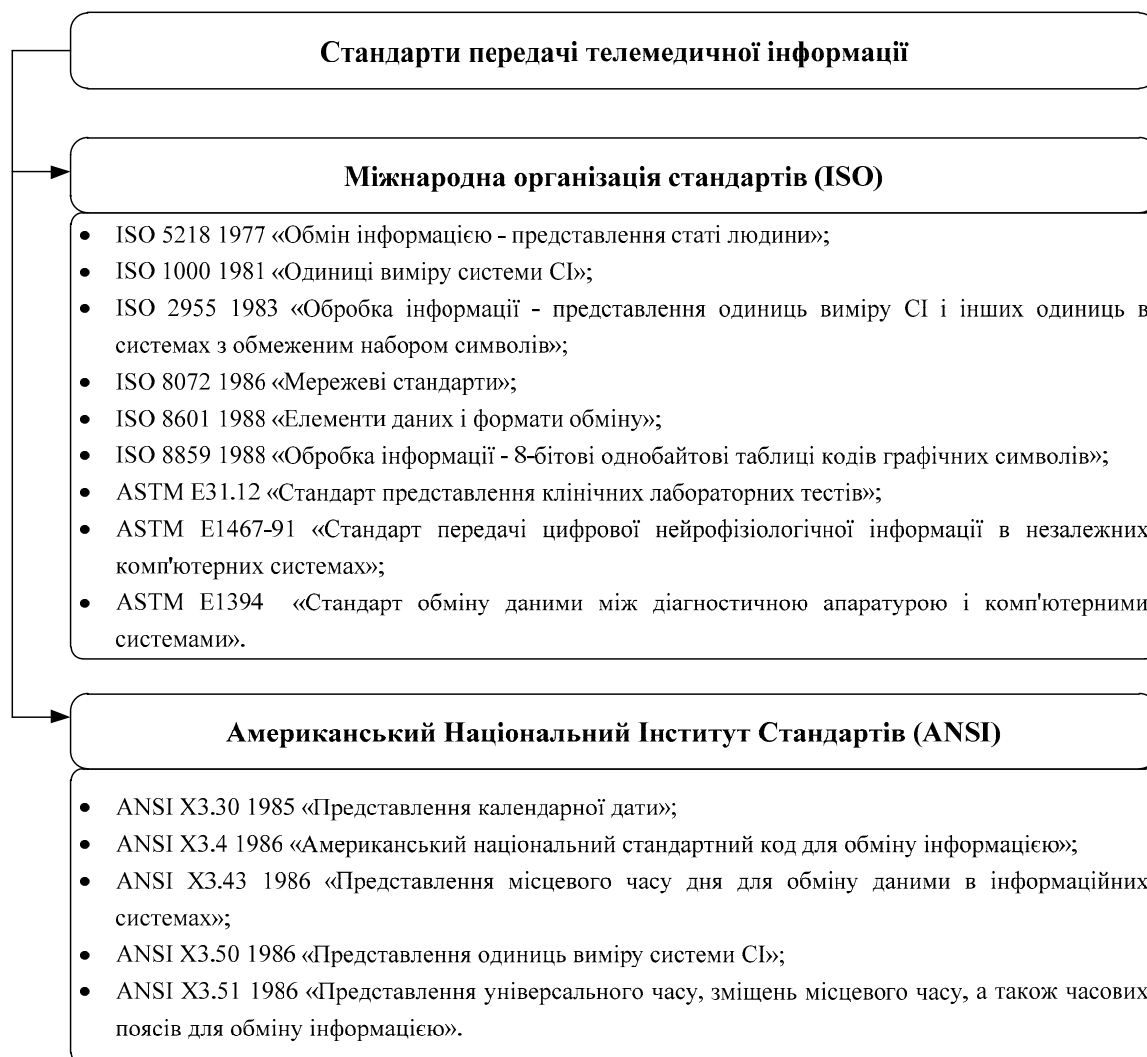 Стандарти передачі телемедичної інформації
Міжнародна організація стандартів (ISO)
• ISO 5218 1977 «Обмін інформацією - представлення статі людини»;
• ISO 1000 1981 «Одиниці виміру системи СІ»;
• ISO 2955 1983 «Обробка інформації - представлення одиниць виміру СІ і інших одиниць в
системах з обмеженим набором символів»;
• ISO 8072 1986 «Мережеві стандарти»;
• ISO 8601 1988 «Елементи даних і формати обміну»;
• ISO 8859 1988 «Обробка інформації - 8-бітові однобайтові таблиці кодів графічних символів»;
• ASTM E31.12 «Стандарт представлення клінічних лабораторних тестів»;
• ASTM E1467-91 «Стандарт передачі цифрової нейрофізіологічної інформації в незалежних
комп'ютерних системах»;
• ASTM E1394 «Стандарт обміну даними між діагностичною апаратурою і комп'ютерними
системами».
Американський Національний Інститут Стандартів (ANSI)
• ANSI X3.30 1985 «Представлення календарної дати»;
• ANSI X3.4 1986 «Американський національний стандартний код для обміну інформацією»;
• ANSI X3.43 1986 «Представлення місцевого часу дня для обміну даними в інформаційних
системах»;
• ANSI X3.50 1986 «Представлення одиниць виміру системи СІ»;
• ANSI X3.51 1986 «Представлення універсального часу, зміщень місцевого часу, а також часових
поясів для обміну інформацією».